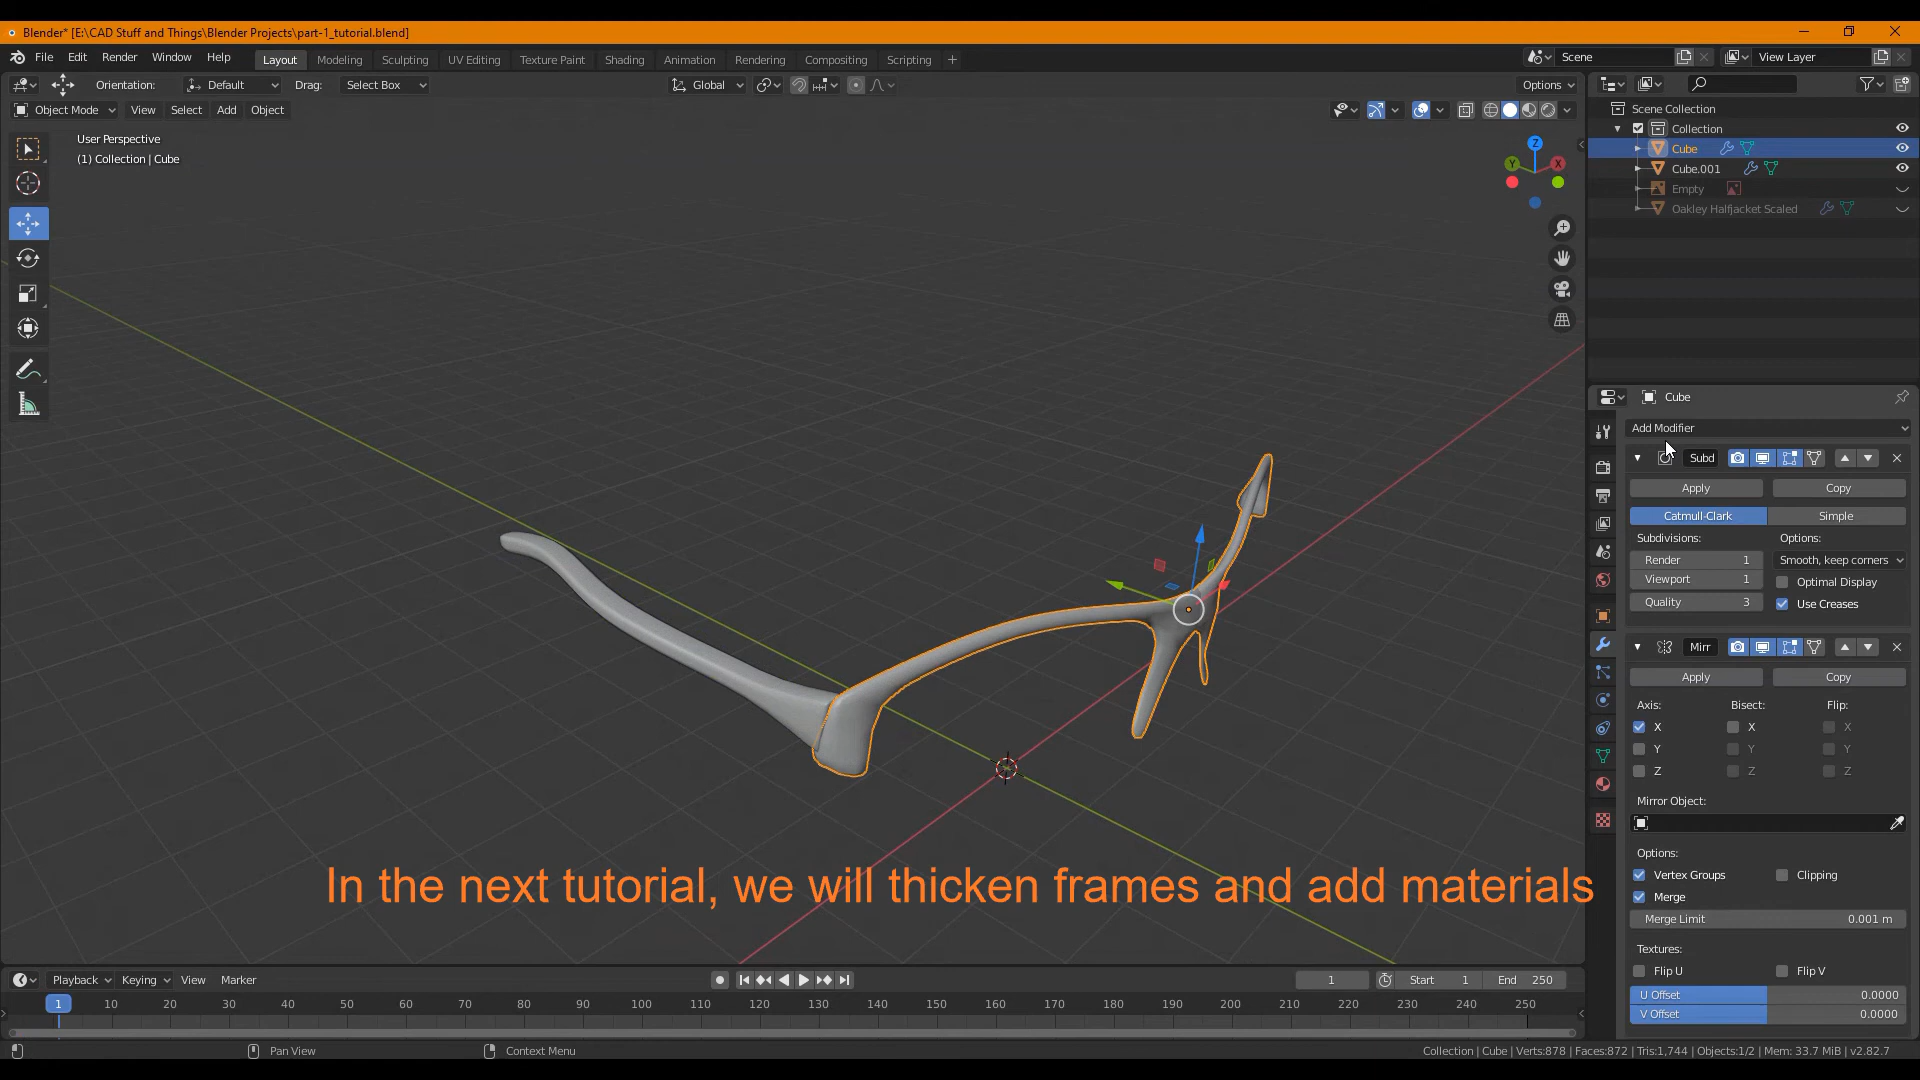 Blender* [E:\CAD Stuff and Things\Blender Projects\part-1_tutorial.blend]
File Edit Render Window Help Layout Modeling Sculpting UV Editing Texture Paint Shading Animation Rendering Compositing Scripting + Scene View Layer
Orientation: Default Drag: Select Box Global Options
Object Mode View Select Add Object
User Perspective
(1) Collection | Cube
Z
Y X
Scene Collection
Collection
Cube
Cube.001
Empty
Oakley Halfjacket Scaled
Cube
Add Modifier
Subd
Apply Copy
Catmull-Clark Simple
Subdivisions: Options:
Render 1 Smooth, keep corners
Viewport 1 Optimal Display
Quality 3 Use Creases
Mirr
Apply Copy
Axis: Bisect: Flip:
X X X
Y Y Y
Z Z Z
Mirror Object:
Options:
Vertex Groups Clipping
Merge
Merge Limit 0.001 m
Textures:
Flip U Flip V
U Offset 0.0000
V Offset 0.0000
In the next tutorial, we will thicken frames and add materials
Playback Keying View Marker 1 Start 1 End 250
1 10 20 30 40 50 60 70 80 90 100 110 120 130 140 150 160 170 180 190 200 210 220 230 240 250
Pan View Context Menu Collection | Cube | Verts:878 | Faces:872 | Tris:1,744 | Objects:1/2 | Mem: 33.7 MiB | v2.82.7